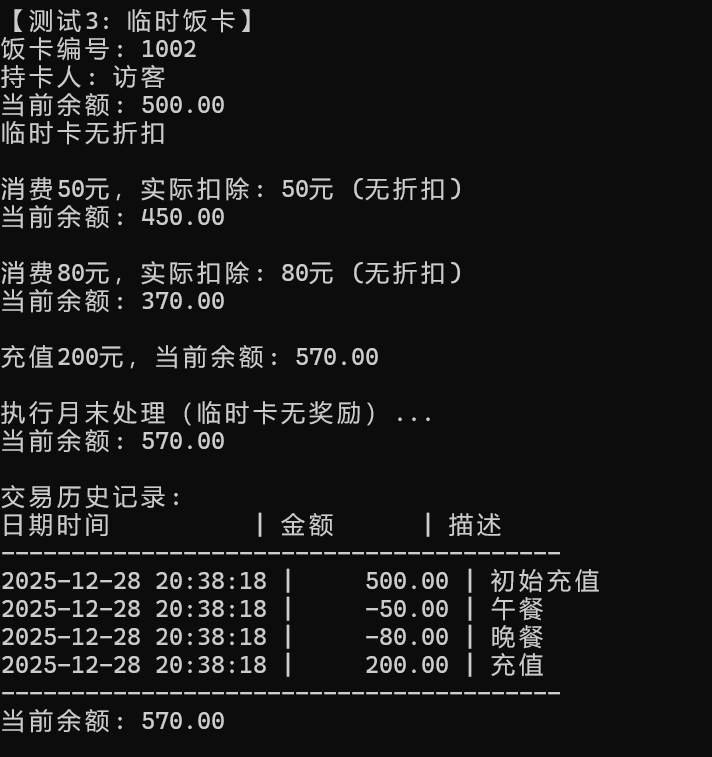 【测试3: 临时饭卡】
饭卡编号: 1002
持卡人: 访客
当前余额: 500.00
临时卡无折扣
消费50元, 实际扣除: 50元 (无折扣)
当前余额: 450.00
消费80元, 实际扣除: 80元 (无折扣)
当前余额: 370.00
充值200元, 当前余额: 570.00
执行月末处理 (临时卡无奖励) ...
当前余额: 570.00
交易历史记录:
日期时间 | 金额 | 描述
----------------------------------------
2025-12-28 20:38:18 | 500.00 | 初始充值
2025-12-28 20:38:18 | -50.00 | 午餐
2025-12-28 20:38:18 | -80.00 | 晚餐
2025-12-28 20:38:18 | 200.00 | 充值
----------------------------------------
当前余额: 570.00